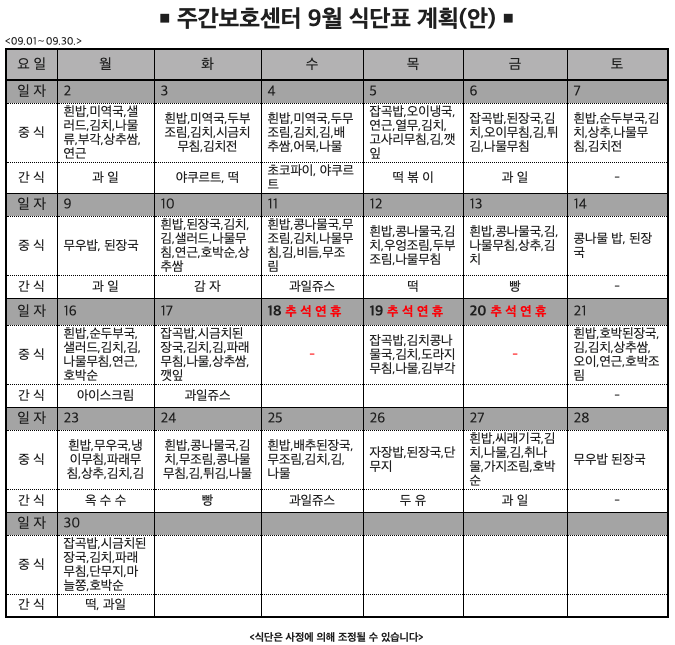 ■ 주간보호센터 9월 식단표 계획(안) ■
<09.01~09.30.>
요 일 월 화 수 목 금 토
일 자 2 3 4 5 6 7
중 식
흰밥,미역국,샐
러드,김치,나물
류,부각,상추쌈,
연근
흰밥,미역국,두부
조림,김치,시금치
무침,김치전
흰밥,미역국,두무
조림,김치,김,배
추쌈,어묵,나물
잡곡밥,오이냉국,
연근,열무,김치,
고사리무침,김,깻
잎
잡곡밥,된장국,김
치,오이무침,김,튀
김,나물무침
흰밥,순두부국,김
치,상추,나물무
침,김치전
간 식 과 일 야쿠르트, 떡 초코파이, 야쿠르
트 떡 볶 이 과 일 -
일 자 9 10 11 12 13 14
중 식
무우밥, 된장국
흰밥,된장국,김치,
김,샐러드,나물무
침,연근,호박순,상
추쌈
흰밥,콩나물국,무
조림,김치,나물무
침,김,비듬,무조
림
흰밥,콩나물국,김
치,우엉조림,두부
조림,나물무침
흰밥,콩나물국,김,
나물무침,상추,김
치
콩나물 밥, 된장
국
간 식 과 일 감 자 과일쥬스 떡 빵 -
일 자 16 17 18 추 석 연 휴 19 추 석 연 휴 20 추 석 연 휴 21
중 식
흰밥,순두부국,
샐러드,김치,김,
나물무침,연근,
호박순
잡곡밥,시금치된
장국,김치,김,파래
무침,나물,상추쌈,
깻잎
-
잡곡밥,김치콩나
물국,김치,도라지
무침,나물,김부각
-
흰밥,호박된장국,
김,김치,상추쌈,
오이,연근,호박조
림
간 식 아이스크림 과일쥬스 -
일 자 23 24 25 26 27 28
중 식
흰밥,무우국,냉
이무침,파래무
침,상추,김치,김
흰밥,콩나물국,김
치,무조림,콩나물
무침,김,튀김,나물
흰밥,배추된장국,
무조림,김치,김,
나물
자장밥,된장국,단
무지
흰밥,씨래기국,김
치,나물,김,취나
물,가지조림,호박
순
무우밥 된장국
간 식 옥 수 수 빵 과일쥬스 두 유 과 일 -
일 자 30
중 식
잡곡밥,시금치된
장국,김치,파래
무침,단무지,마
늘쫑,호박순
간 식 떡, 과일
<식단은 사정에 의해 조정될 수 있습니다>